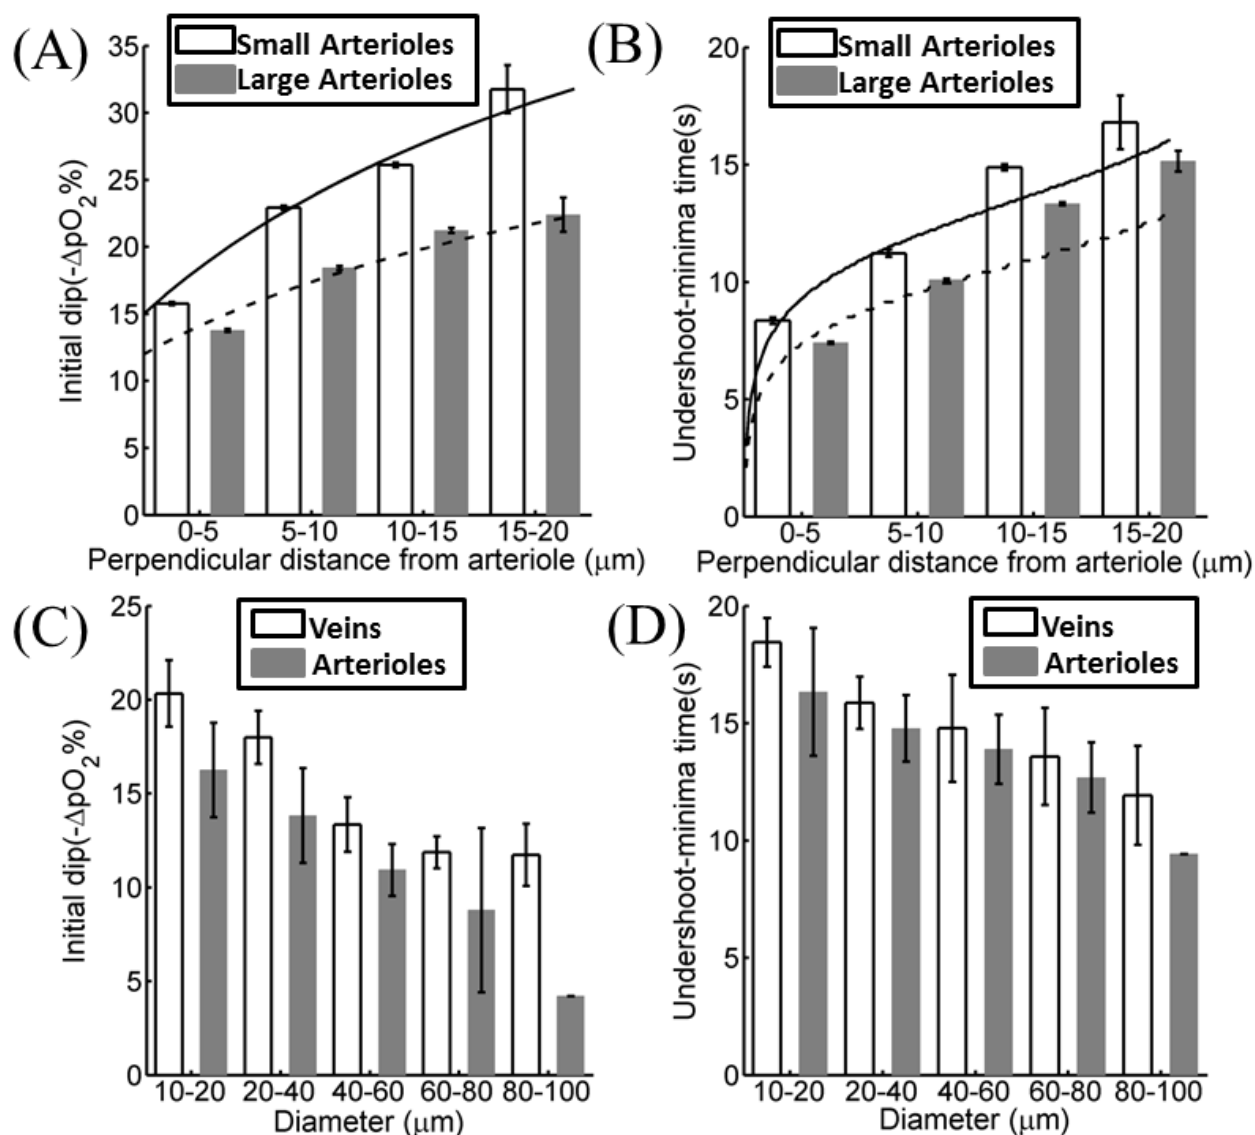 (A)
Small Arterioles
Large Arterioles
35
30
25
20
15
10
5
0
Initial dip(-ΔpO₂%)
0-5 5-10 10-15 15-20
Perpendicular distance from arteriole (μm)
(B)
Small Arterioles
Large Arterioles
20
15
10
5
0
Undershoot-minima time(s)
0-5 5-10 10-15 15-20
Perpendicular distance from arteriole (μm)
(C)
Veins
Arterioles
25
20
15
10
5
0
Initial dip(-ΔpO₂%)
10-20 20-40 40-60 60-80 80-100
Diameter (μm)
(D)
Veins
Arterioles
20
15
10
5
0
Undershoot-minima time(s)
10-20 20-40 40-60 60-80 80-100
Diameter (μm)